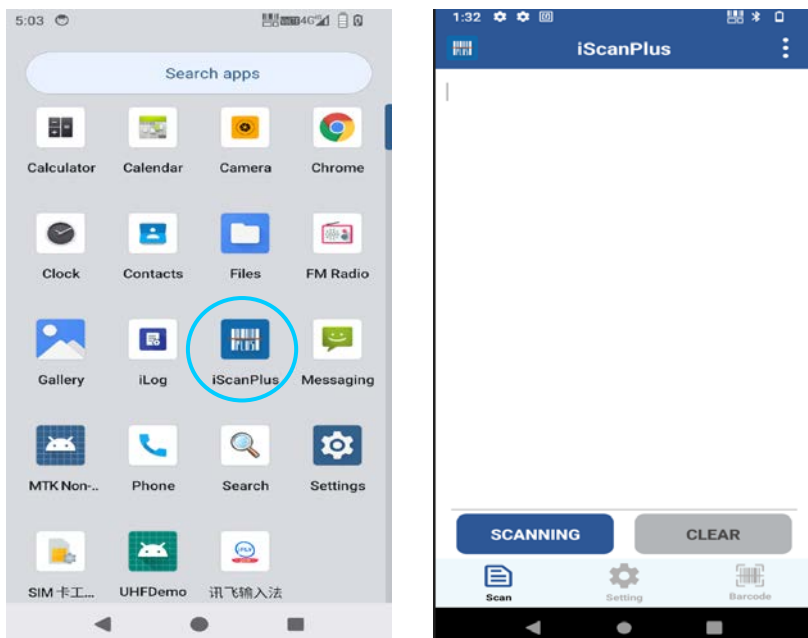 5:03
4G
Search apps
Calculator Calendar Camera Chrome
Clock Contacts Files FM Radio
Gallery iLog iScanPlus Messaging
MTK Non-.. Phone Search Settings
SIM 卡工... UHFDemo 讯飞输入法
1:32
iScanPlus
SCANNING CLEAR
Scan Setting Barcode